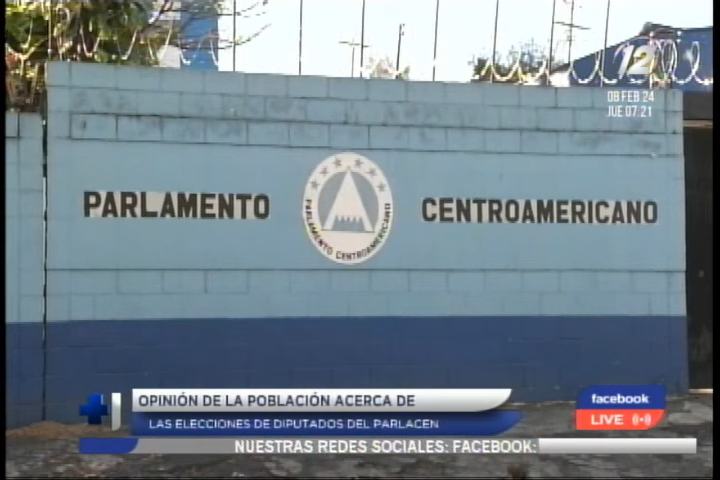 12
08 FEB 24
JUE 07:21
PARLAMENTO
CENTROAMERICANO
PARLAMENTO CENTROAMERICANO
OPINIÓN DE LA POBLACIÓN ACERCA DE
LAS ELECCIONES DE DIPUTADOS DEL PARLACEN
facebook
LIVE
NUESTRAS REDES SOCIALES: FACEBOOK: